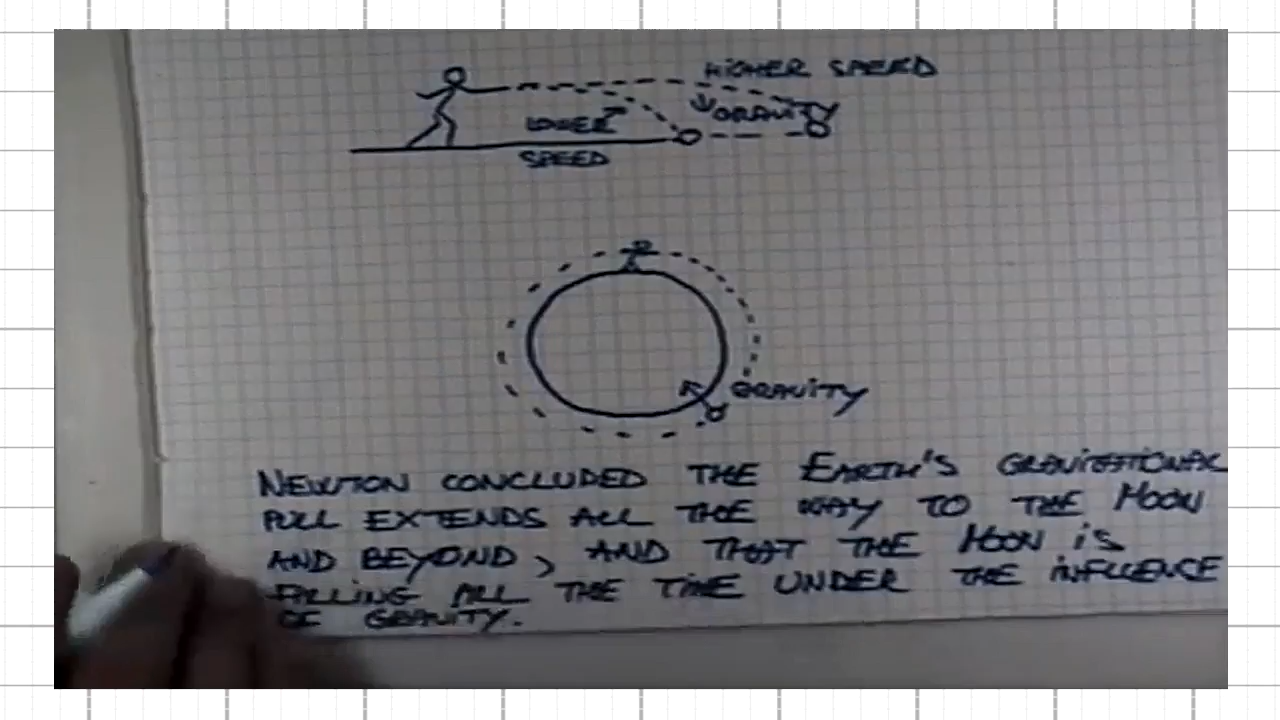 HIGHER SPEED
GRAVITY
LOWER
SPEED
GRAVITY
NEWTON CONCLUDED THE EARTH'S GRAVITATIONAL
PULL EXTENDS ALL THE WAY TO THE MOON
AND BEYOND, AND THAT THE MOON IS
FALLING ALL THE TIME UNDER THE INFLUENCE
OF GRAVITY.